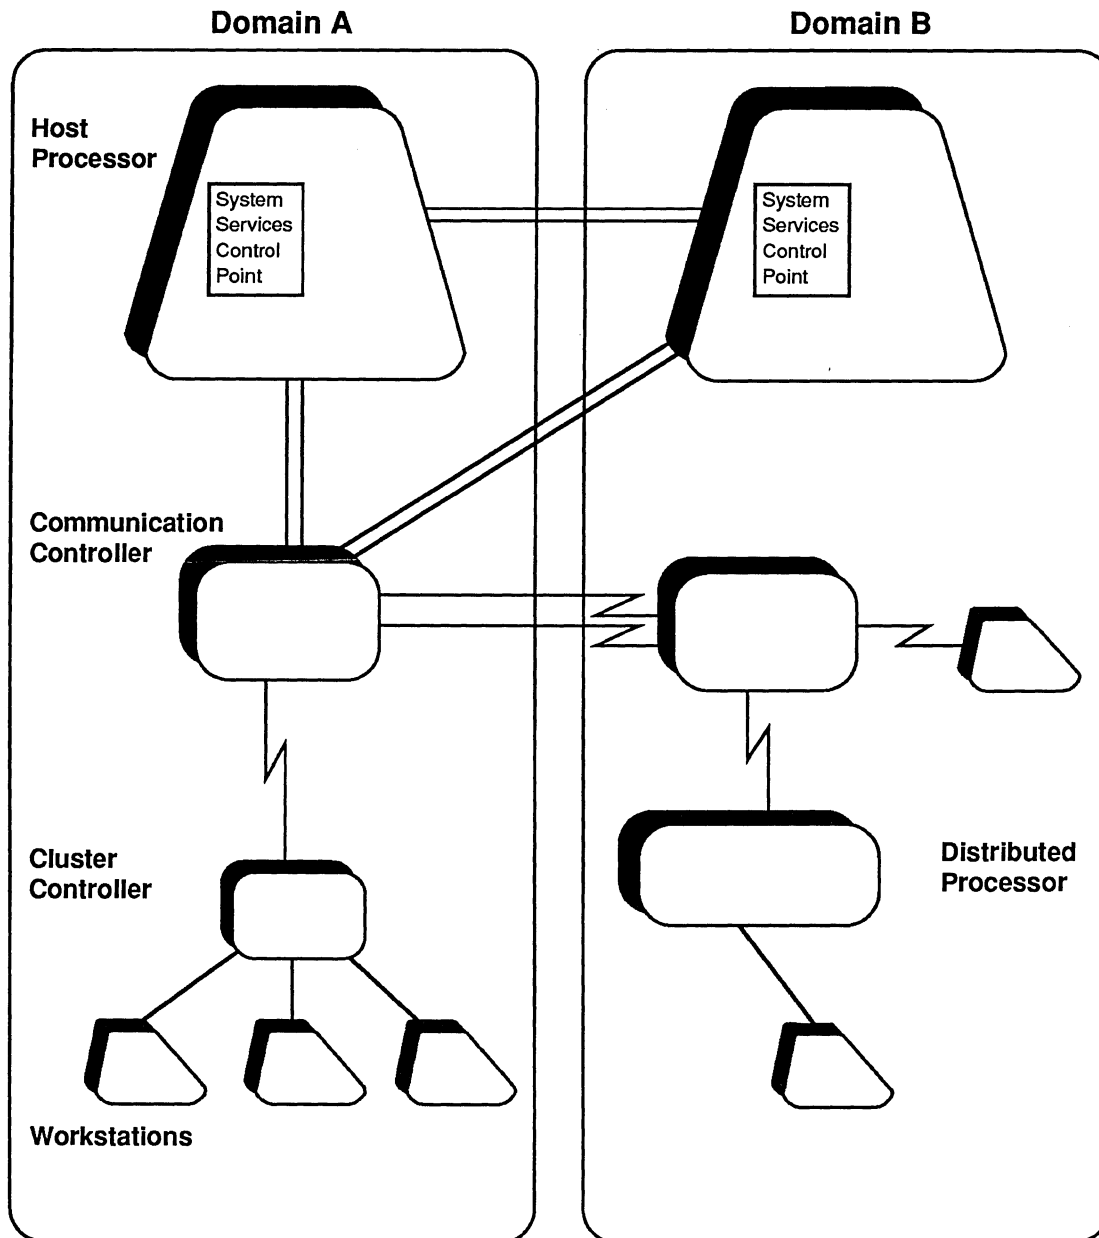 Domain A
Domain B
Host
Processor
System
Services
Control
Point
System
Services
Control
Point
Communication
Controller
Cluster
Controller
Distributed
Processor
Workstations